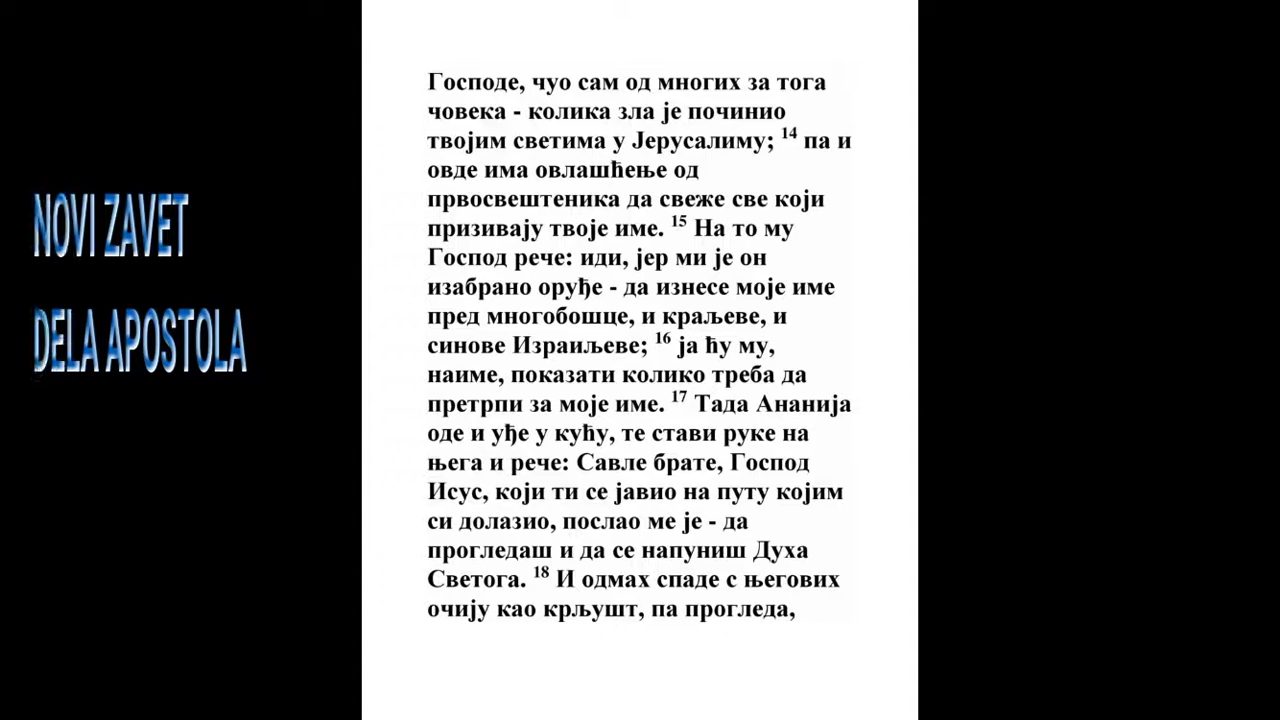 NOVI ZAVET
DELA APOSTOLA
Господе, чуо сам од многих за тога
човека - колика зла је починио
твојим светима у Јерусалиму; 14 па и
овде има овлашћење од
првосвештеника да свеже све који
призивају твоје име. 15 На то му
Господ рече: иди, јер ми је он
изабрано оруђе - да изнесе моје име
пред многобошце, и краљеве, и
синове Израиљеве; 16 ја ћу му,
наиме, показати колико треба да
претрпи за моје име. 17 Тада Ананија
оде и уђе у кућу, те стави руке на
њега и рече: Савле брате, Господ
Исус, који ти се јавио на путу којим
си долазио, послао ме је - да
прогледаш и да се напуниш Духа
Светога. 18 И одмах спаде с његових
очију као крљушт, па прогледа,